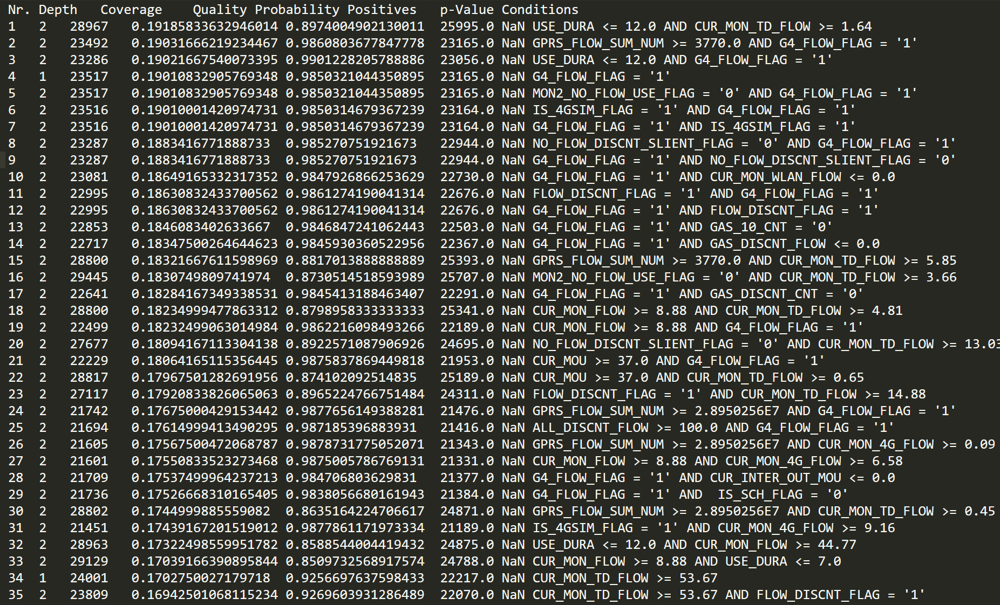 Nr. Depth Coverage Quality Probability Positives p-Value Conditions
1 2 28967 0.19185833632946014 0.8974004902130011 25995.0 NaN USE_DURA <= 12.0 AND CUR_MON_TD_FLOW >= 1.64
2 2 23492 0.19031666219234467 0.9860803677847778 23165.0 NaN GPRS_FLOW_SUM_NUM >= 3770.0 AND G4_FLOW_FLAG = '1'
3 2 23286 0.19021667540073395 0.9901228205788886 23056.0 NaN USE_DURA <= 12.0 AND G4_FLOW_FLAG = '1'
4 1 23517 0.19010832905769348 0.9850321044350895 23165.0 NaN G4_FLOW_FLAG = '1'
5 2 23517 0.19010832905769348 0.9850321044350895 23165.0 NaN MON2_NO_FLOW_USE_FLAG = '0' AND G4_FLOW_FLAG = '1'
6 2 23516 0.19010001420974731 0.9850314679367239 23164.0 NaN IS_4GSIM_FLAG = '1' AND G4_FLOW_FLAG = '1'
7 2 23516 0.19010001420974731 0.9850314679367239 23164.0 NaN G4_FLOW_FLAG = '1' AND IS_4GSIM_FLAG = '1'
8 2 23287 0.1883416771888733 0.985270751921673 22944.0 NaN NO_FLOW_DISCNT_SLIENT_FLAG = '0' AND G4_FLOW_FLAG = '1'
9 2 23287 0.1883416771888733 0.985270751921673 22944.0 NaN G4_FLOW_FLAG = '1' AND NO_FLOW_DISCNT_SLIENT_FLAG = '0'
10 2 23081 0.18649165332317352 0.9847926866253629 22730.0 NaN G4_FLOW_FLAG = '1' AND CUR_MON_WLAN_FLOW <= 0.0
11 2 22995 0.18630832433700562 0.9861274190041314 22676.0 NaN FLOW_DISCNT_FLAG = '1' AND G4_FLOW_FLAG = '1'
12 2 22995 0.18630832433700562 0.9861274190041314 22676.0 NaN G4_FLOW_FLAG = '1' AND FLOW_DISCNT_FLAG = '1'
13 2 22853 0.1846083402633667 0.9846847241062443 22503.0 NaN G4_FLOW_FLAG = '1' AND GAS_10_CNT = '0'
14 2 22717 0.18347500264644623 0.9845930360522956 22367.0 NaN G4_FLOW_FLAG = '1' AND GAS_DISCNT_FLOW <= 0.0
15 2 28800 0.18321667611598969 0.8817013888888889 25393.0 NaN GPRS_FLOW_SUM_NUM >= 3770.0 AND CUR_MON_TD_FLOW >= 5.85
16 2 29445 0.18307498097419​74 0.8730514518593989 25707.0 NaN MON2_NO_FLOW_USE_FLAG = '0' AND CUR_MON_TD_FLOW >= 3.66
17 2 22641 0.18284167349338531 0.9845413188463407 22291.0 NaN G4_FLOW_FLAG = '1' AND GAS_DISCNT_CNT = '0'
18 2 28800 0.18234999477863312 0.8798958333333333 25341.0 NaN CUR_MON_FLOW >= 8.88 AND CUR_MON_TD_FLOW >= 4.81
19 2 22499 0.18232499063014984 0.9862216098493266 22189.0 NaN CUR_MON_FLOW >= 8.88 AND G4_FLOW_FLAG = '1'
20 2 27677 0.18094167113304138 0.8922571087906926 24695.0 NaN NO_FLOW_DISCNT_SLIENT_FLAG = '0' AND CUR_MON_TD_FLOW >= 13.03
21 2 22229 0.18064165115356445 0.9875837869449818 21953.0 NaN CUR_MOU >= 37.0 AND G4_FLOW_FLAG = '1'
22 2 28817 0.17967501282691956 0.874102092514835 25189.0 NaN CUR_MOU >= 37.0 AND CUR_MON_TD_FLOW >= 0.65
23 2 27117 0.17920833826065063 0.8965224766751484 24311.0 NaN FLOW_DISCNT_FLAG = '1' AND CUR_MON_TD_FLOW >= 14.88
24 2 21742 0.17675000429153442 0.9877656149388281 21476.0 NaN GPRS_FLOW_SUM_NUM >= 2.8950256E7 AND G4_FLOW_FLAG = '1'
25 2 21694 0.17614999413490295 0.987185396883931 21416.0 NaN ALL_DISCNT_FLOW >= 100.0 AND G4_FLOW_FLAG = '1'
26 2 21605 0.17567500472068787 0.9878731775052071 21343.0 NaN GPRS_FLOW_SUM_NUM >= 2.8950256E7 AND CUR_MON_4G_FLOW >= 0.09
27 2 21601 0.17550833523273468 0.9875005786769131 21331.0 NaN CUR_MON_FLOW >= 8.88 AND CUR_MON_4G_FLOW >= 6.58
28 2 21709 0.17537499964237213 0.984706803629831 21377.0 NaN G4_FLOW_FLAG = '1' AND CUR_INTER_OUT_MOU <= 0.0
29 2 21736 0.17526668310165405 0.9838056680161943 21384.0 NaN G4_FLOW_FLAG = '1' AND  IS_SCH_FLAG = '0'
30 2 28802 0.1744999885559082 0.8635164224706617 24871.0 NaN GPRS_FLOW_SUM_NUM >= 2.8950256E7 AND CUR_MON_TD_FLOW >= 0.45
31 2 21451 0.17439167201519012 0.9877861171973334 21189.0 NaN IS_4GSIM_FLAG = '1' AND CUR_MON_4G_FLOW >= 9.16
32 2 28963 0.17322498559951782 0.8588544004419432 24875.0 NaN USE_DURA <= 12.0 AND CUR_MON_FLOW >= 44.77
33 2 29129 0.17039166390895844 0.8509732568917574 24788.0 NaN CUR_MON_FLOW >= 8.88 AND USE_DURA <= 7.0
34 1 24001 0.1702750027179718 0.9256697637598433 22217.0 NaN CUR_MON_TD_FLOW >= 53.67
35 2 23809 0.16942501068115234 0.9269603931286489 22070.0 NaN CUR_MON_TD_FLOW >= 53.67 AND FLOW_DISCNT_FLAG = '1'